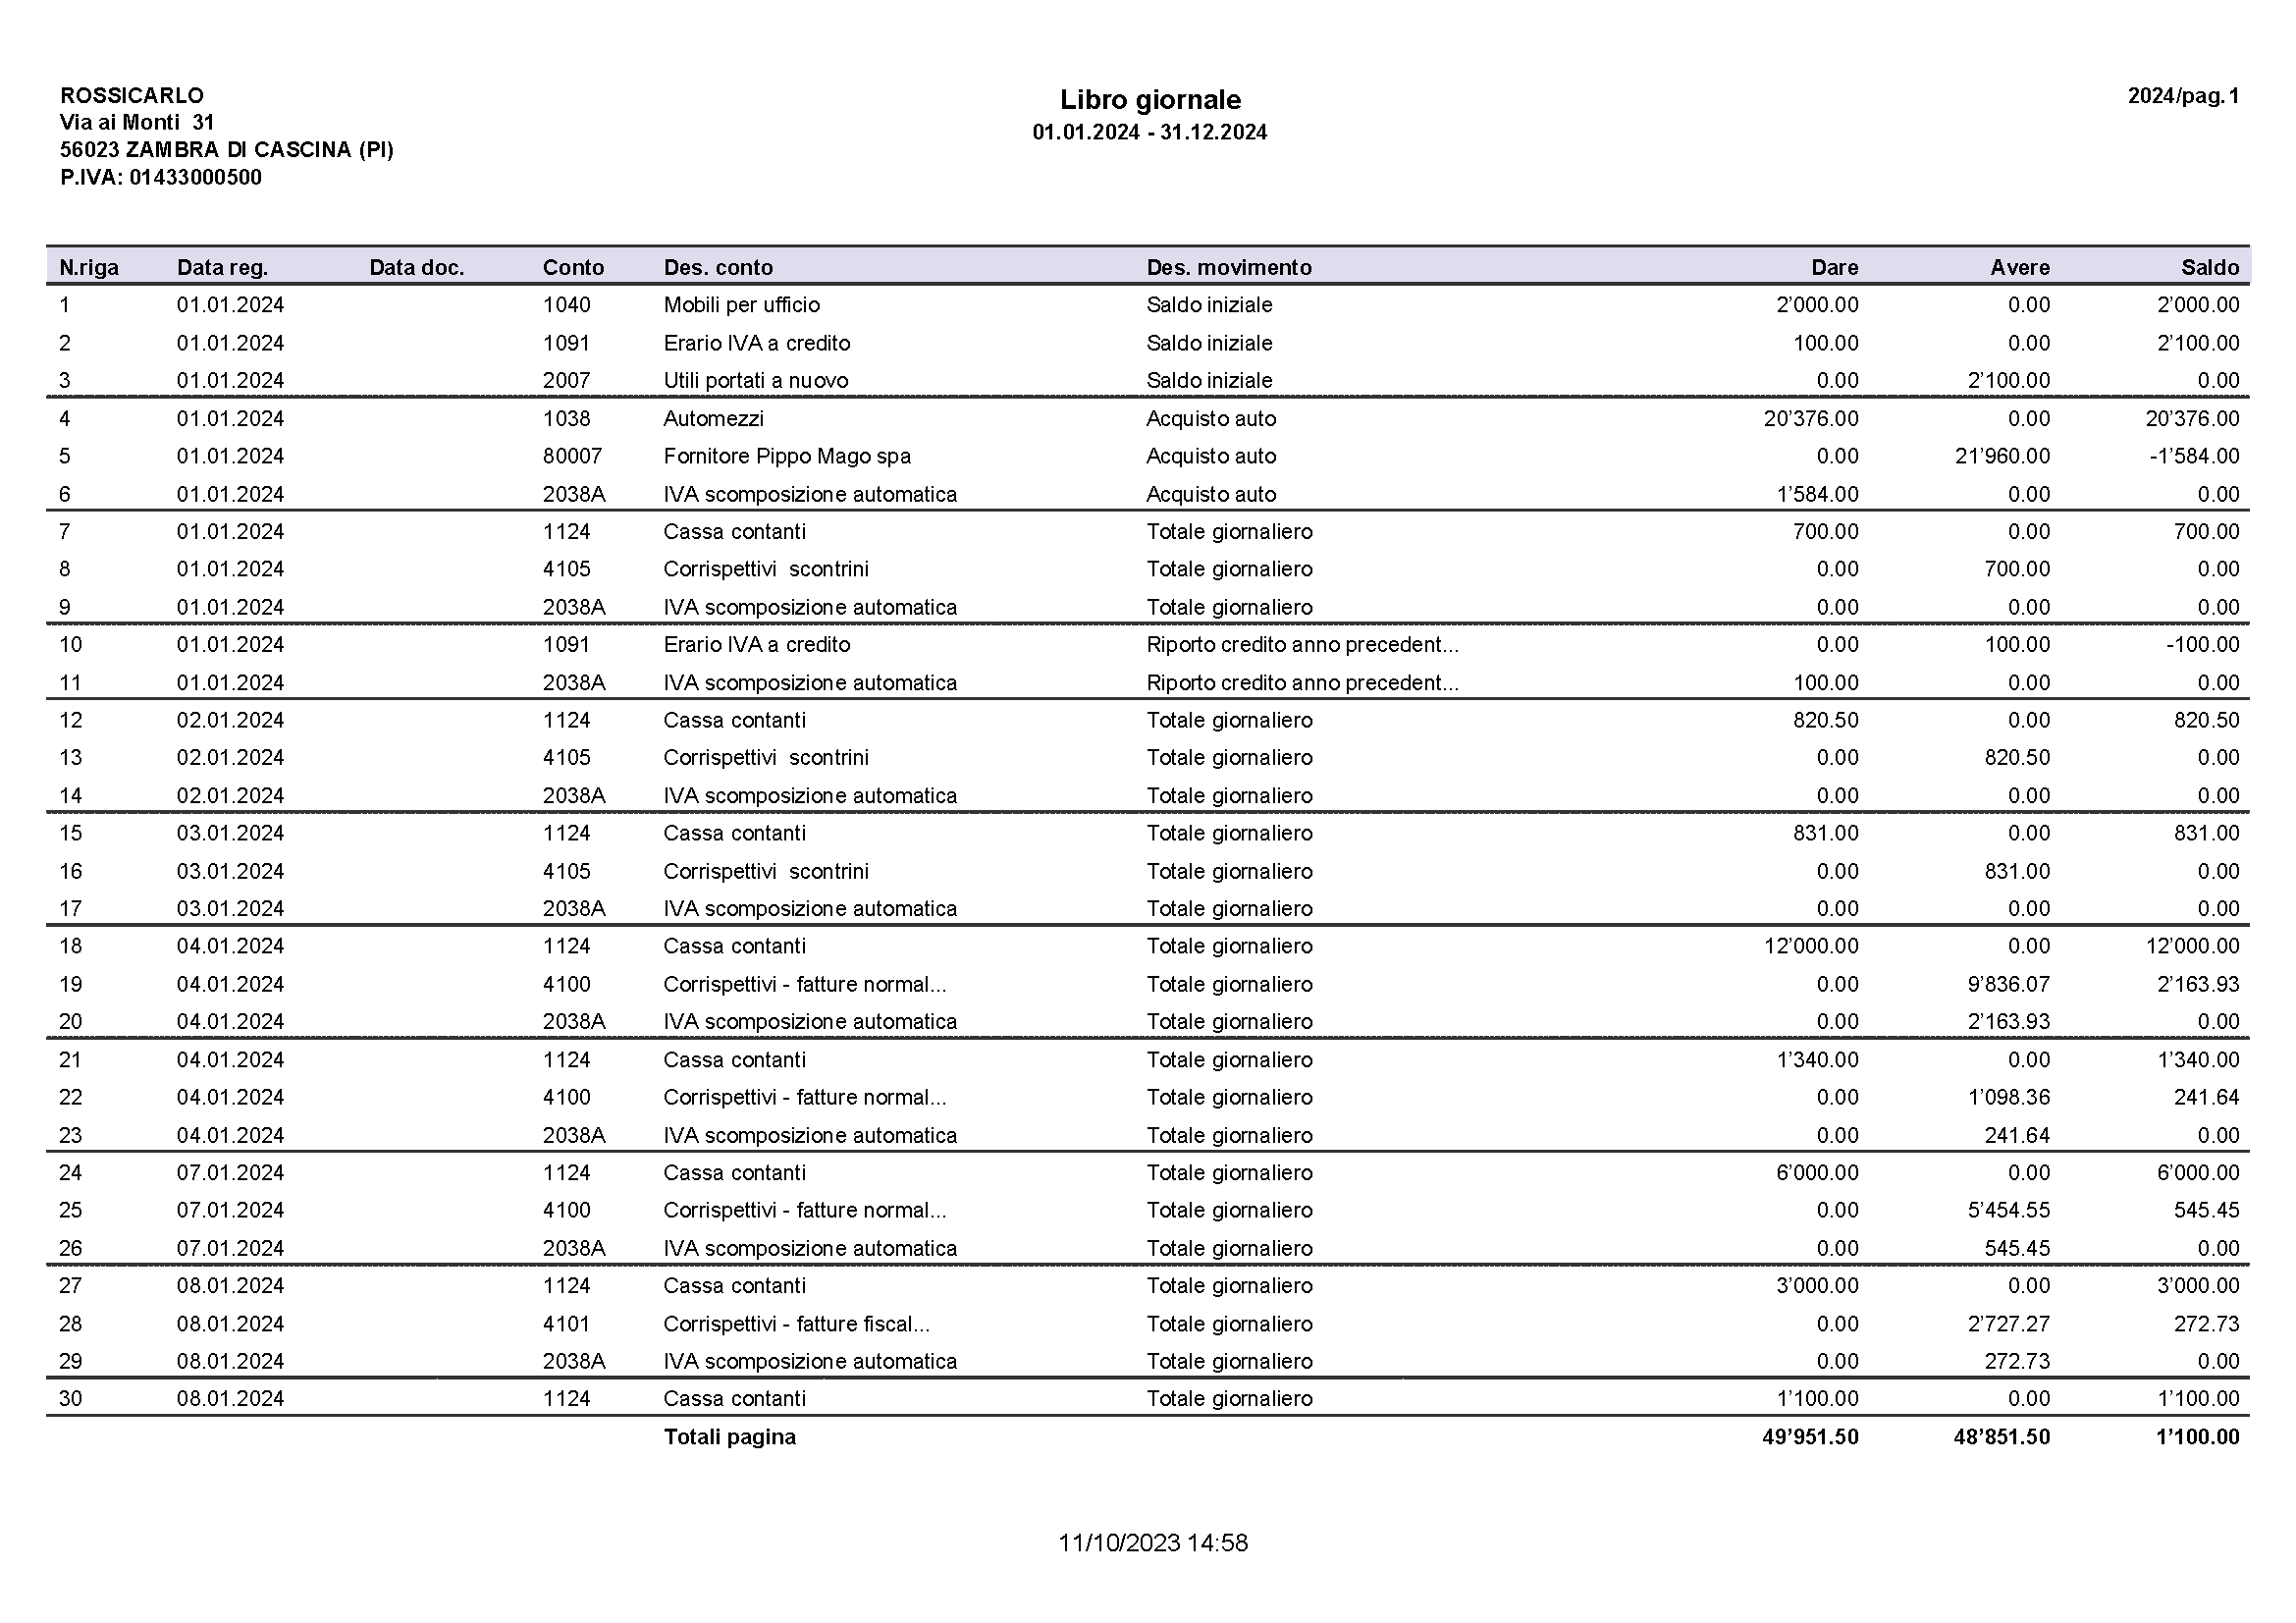 ROSSICARLO
Via ai Monti  31
56023 ZAMBRA DI CASCINA (PI)
P.IVA: 01433000500
Libro giornale
01.01.2024 - 31.12.2024
2024/pag.1
N.riga Data reg. Data doc. Conto Des. conto Des. movimento Dare Avere Saldo
1 01.01.2024 1040 Mobili per ufficio Saldo iniziale 2’000.00 0.00 2’000.00
2 01.01.2024 1091 Erario IVA a credito Saldo iniziale 100.00 0.00 2’100.00
3 01.01.2024 2007 Utili portati a nuovo Saldo iniziale 0.00 2’100.00 0.00
4 01.01.2024 1038 Automezzi Acquisto auto 20’376.00 0.00 20’376.00
5 01.01.2024 80007 Fornitore Pippo Mago spa Acquisto auto 0.00 21’960.00 -1’584.00
6 01.01.2024 2038A IVA scomposizione automatica Acquisto auto 1’584.00 0.00 0.00
7 01.01.2024 1124 Cassa contanti Totale giornaliero 700.00 0.00 700.00
8 01.01.2024 4105 Corrispettivi  scontrini Totale giornaliero 0.00 700.00 0.00
9 01.01.2024 2038A IVA scomposizione automatica Totale giornaliero 0.00 0.00 0.00
10 01.01.2024 1091 Erario IVA a credito Riporto credito anno precedent... 0.00 100.00 -100.00
11 01.01.2024 2038A IVA scomposizione automatica Riporto credito anno precedent... 100.00 0.00 0.00
12 02.01.2024 1124 Cassa contanti Totale giornaliero 820.50 0.00 820.50
13 02.01.2024 4105 Corrispettivi  scontrini Totale giornaliero 0.00 820.50 0.00
14 02.01.2024 2038A IVA scomposizione automatica Totale giornaliero 0.00 0.00 0.00
15 03.01.2024 1124 Cassa contanti Totale giornaliero 831.00 0.00 831.00
16 03.01.2024 4105 Corrispettivi  scontrini Totale giornaliero 0.00 831.00 0.00
17 03.01.2024 2038A IVA scomposizione automatica Totale giornaliero 0.00 0.00 0.00
18 04.01.2024 1124 Cassa contanti Totale giornaliero 12’000.00 0.00 12’000.00
19 04.01.2024 4100 Corrispettivi - fatture normal... Totale giornaliero 0.00 9’836.07 2’163.93
20 04.01.2024 2038A IVA scomposizione automatica Totale giornaliero 0.00 2’163.93 0.00
21 04.01.2024 1124 Cassa contanti Totale giornaliero 1’340.00 0.00 1’340.00
22 04.01.2024 4100 Corrispettivi - fatture normal... Totale giornaliero 0.00 1’098.36 241.64
23 04.01.2024 2038A IVA scomposizione automatica Totale giornaliero 0.00 241.64 0.00
24 07.01.2024 1124 Cassa contanti Totale giornaliero 6’000.00 0.00 6’000.00
25 07.01.2024 4100 Corrispettivi - fatture normal... Totale giornaliero 0.00 5’454.55 545.45
26 07.01.2024 2038A IVA scomposizione automatica Totale giornaliero 0.00 545.45 0.00
27 08.01.2024 1124 Cassa contanti Totale giornaliero 3’000.00 0.00 3’000.00
28 08.01.2024 4101 Corrispettivi - fatture fiscal... Totale giornaliero 0.00 2’727.27 272.73
29 08.01.2024 2038A IVA scomposizione automatica Totale giornaliero 0.00 272.73 0.00
30 08.01.2024 1124 Cassa contanti Totale giornaliero 1’100.00 0.00 1’100.00
Totali pagina 49’951.50 48’851.50 1’100.00
11/10/2023 14:58